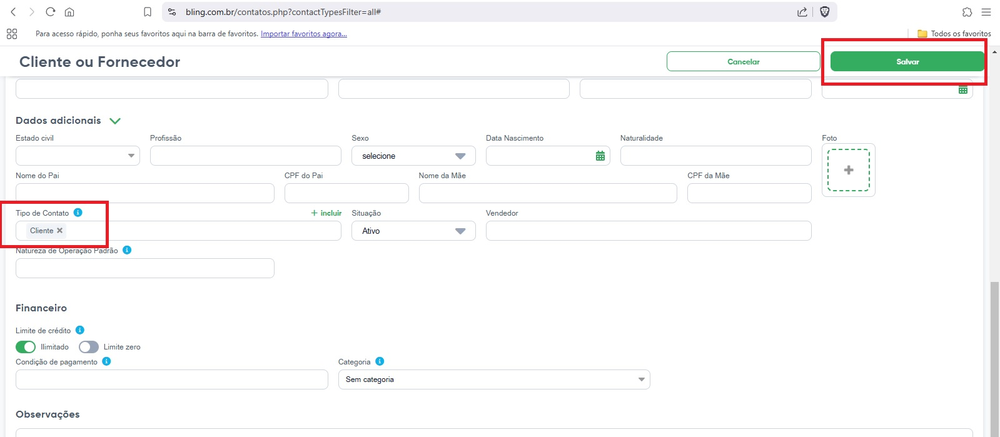 bling.com.br/contatos.php?contactTypesFilter=all#
Para acesso rápido, ponha seus favoritos aqui na barra de favoritos. Importar favoritos agora...
Todos os favoritos
Cliente ou Fornecedor
Cancelar
Salvar
Dados adicionais
Estado civil
Profissão
Sexo
Data Nascimento
Naturalidade
Foto
selecione
Nome do Pai
CPF do Pai
Nome da Mãe
CPF da Mãe
Tipo de Contato
+ incluir
Situação
Vendedor
Cliente
Ativo
Natureza de Operação Padrão
Financeiro
Limite de crédito
Ilimitado
Limite zero
Condição de pagamento
Categoria
Sem categoria
Observações